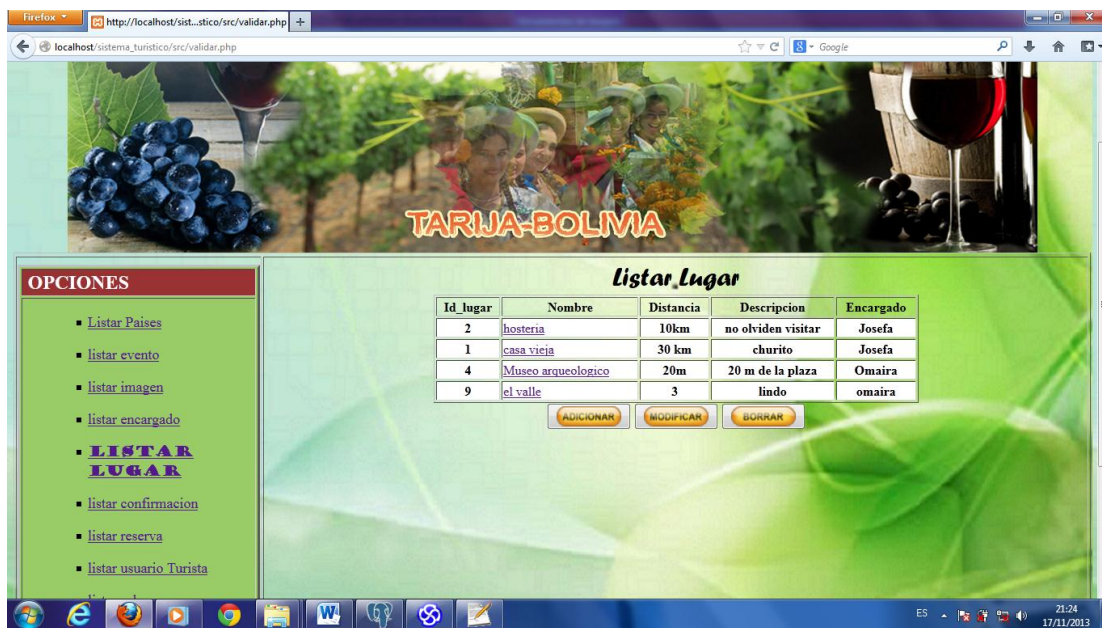 Firefox
http://localhost/sist...stico/src/validar.php
localhost/sistema_turistico/src/validar.php
Google
TARIJA-BOLIVIA
OPCIONES
Listar Paises
listar evento
listar imagen
listar encargado
LISTAR
LUGAR
listar confirmacion
listar reserva
listar usuario Turista
Listar Lugar
Id_lugar Nombre Distancia Descripcion Encargado
2 hosteria 10km no olviden visitar Josefa
1 casa vieja 30 km churito Josefa
4 Museo arqueologico 20m 20 m de la plaza Omaira
9 el valle 3 lindo omaira
ADICIONAR MODIFICAR BORRAR
ES
21:24
17/11/2013